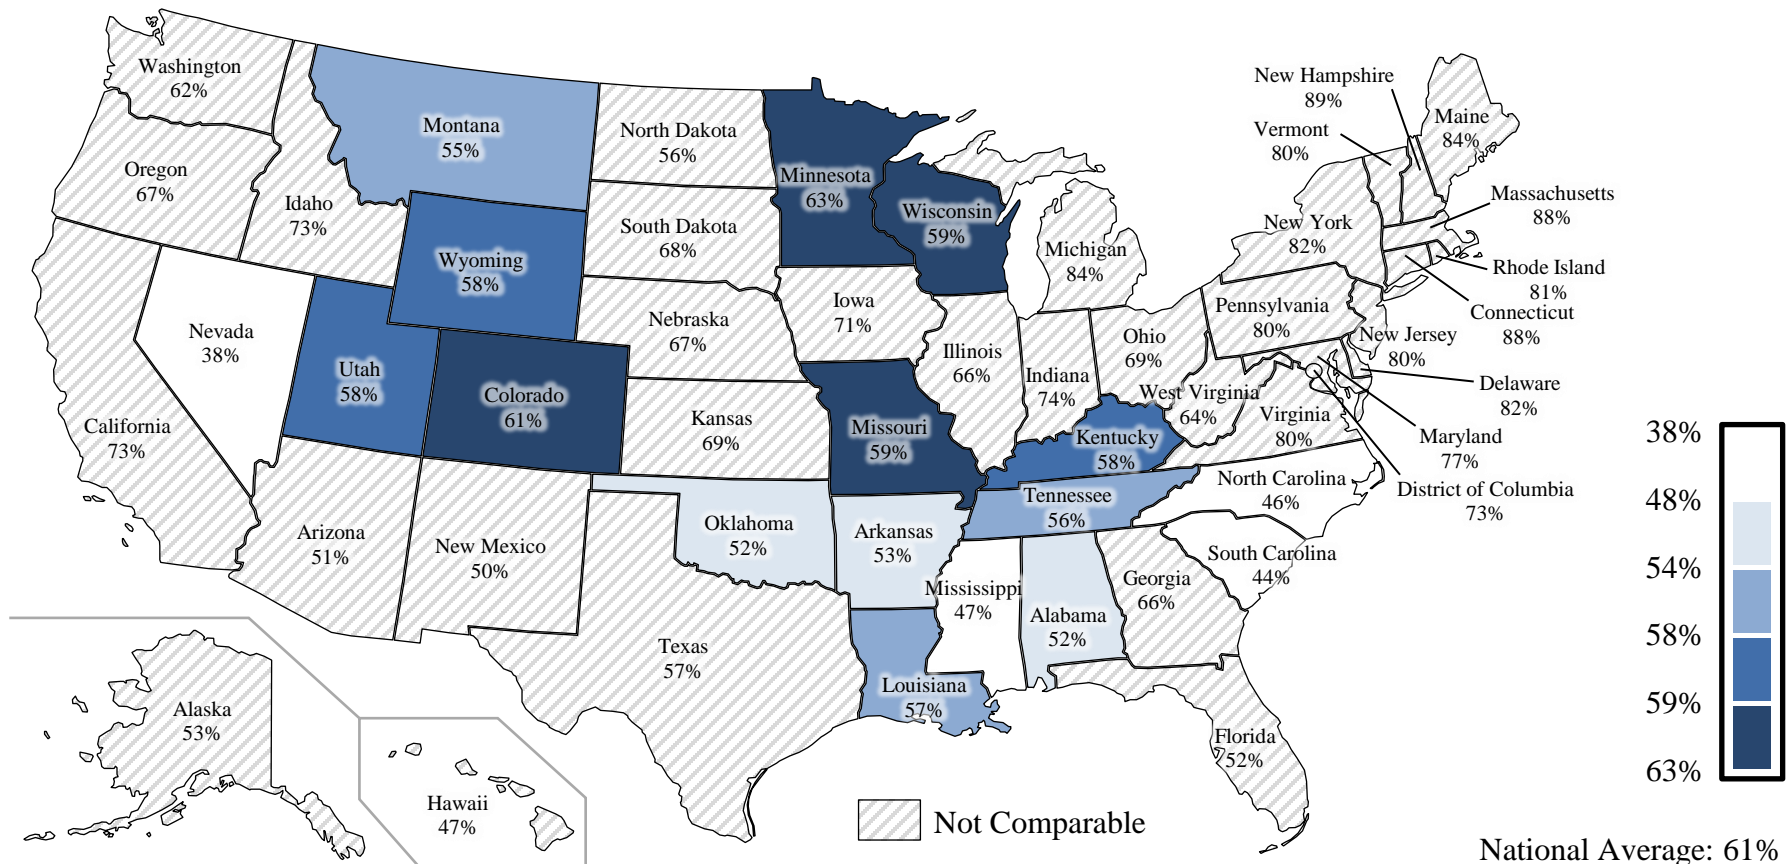 Washington
62%
Oregon
67%
California
73%
Idaho
73%
Nevada
38%
Montana
55%
Wyoming
58%
Utah
58%
Colorado
61%
Arizona
51%
New Mexico
50%
North Dakota
56%
South Dakota
68%
Nebraska
67%
Kansas
69%
Oklahoma
52%
Texas
57%
Minnesota
63%
Iowa
71%
Missouri
59%
Arkansas
53%
Louisiana
57%
Wisconsin
59%
Illinois
66%
Michigan
84%
Indiana
74%
Ohio
69%
Kentucky
58%
Tennessee
56%
Mississippi
47%
Alabama
52%
Georgia
66%
Florida
52%
South Carolina
44%
North Carolina
46%
West Virginia
64%
Virginia
80%
Pennsylvania
80%
New York
82%
New Hampshire
89%
Vermont
80%
Maine
84%
Massachusetts
88%
Rhode Island
81%
Connecticut
88%
New Jersey
80%
Delaware
82%
Maryland
77%
District of Columbia
73%
Alaska
53%
Hawaii
47%
Not Comparable
38%
48%
54%
58%
59%
63%
National Average: 61%